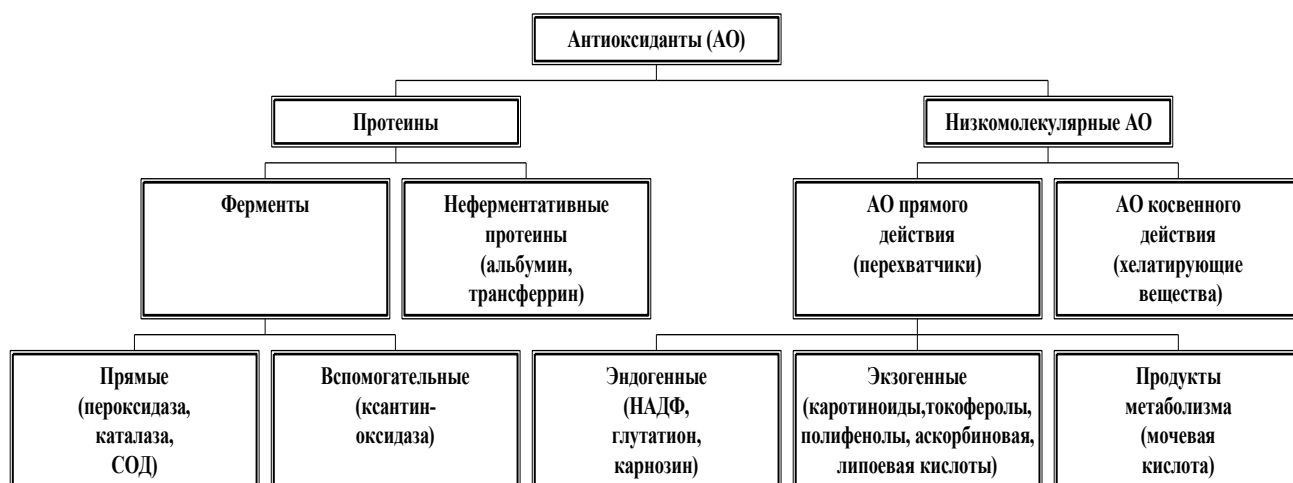 Антиоксиданты (АО)
Протеины
Низкомолекулярные АО
Ферменты
Неферментативные
протеины
(альбумин,
трансферрин)
АО прямого
действия
(перехватчики)
АО косвенного
действия
(хелатирующие
вещества)
Прямые
(пероксидаза,
каталаза,
СОД)
Вспомогательные
(ксантин-
оксидаза)
Эндогенные
(НАДФ,
глутатион,
карнозин)
Экзогенные
(каротиноиды,токоферолы,
полифенолы, аскорбиновая,
липоевая кислоты)
Продукты
метаболизма
(мочевая
кислота)